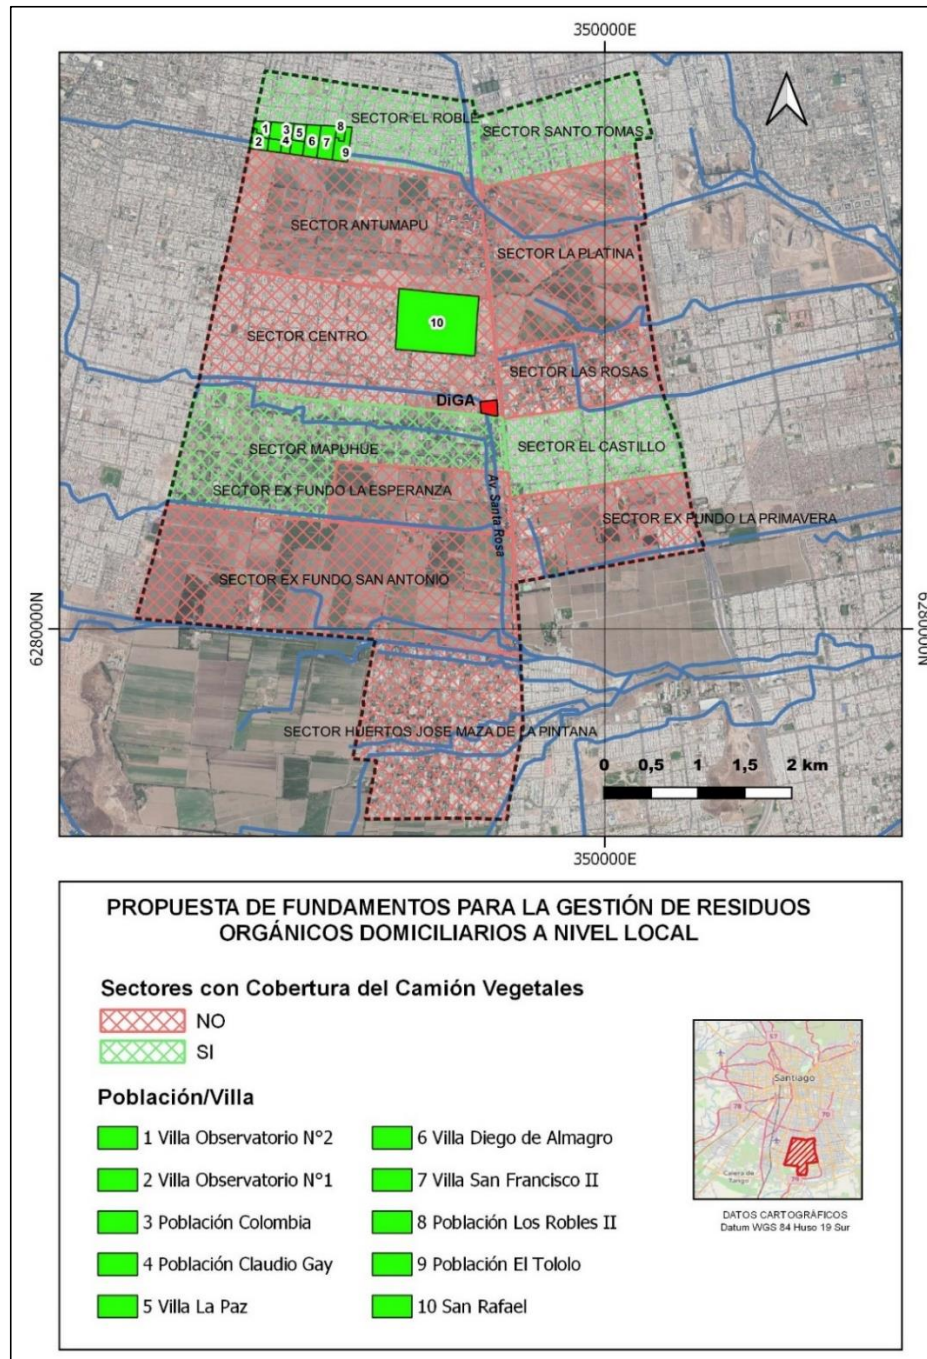 350000E
SECTOR EL ROBLE
SECTOR SANTO TOMAS
1
3
5
8
2
4
6
7
9
SECTOR ANTUMAPU
SECTOR LA PLATINA
10
SECTOR CENTRO
SECTOR LAS ROSAS
DiGA
SECTOR MAPUHUE
SECTOR EL CASTILLO
SECTOR EX FUNDO LA ESPERANZA
Av. Santa Rosa
SECTOR EX FUNDO LA PRIMAVERA
SECTOR EX FUNDO SAN ANTONIO
6280000N
6280000N
SECTOR HUERTOS JOSE MAZA DE LA PINTANA
0 0,5 1 1,5 2 km
350000E
PROPUESTA DE FUNDAMENTOS PARA LA GESTIÓN DE RESIDUOS
ORGÁNICOS DOMICILIARIOS A NIVEL LOCAL
Sectores con Cobertura del Camión Vegetales
NO
SI
Población/Villa
1 Villa Observatorio N°2
2 Villa Observatorio N°1
3 Población Colombia
4 Población Claudio Gay
5 Villa La Paz
6 Villa Diego de Almagro
7 Villa San Francisco II
8 Población Los Robles II
9 Población El Tololo
10 San Rafael
57
Santiago
78
70
Calera de
Tango
DATOS CARTOGRÁFICOS
Datum WGS 84 Huso 19 Sur